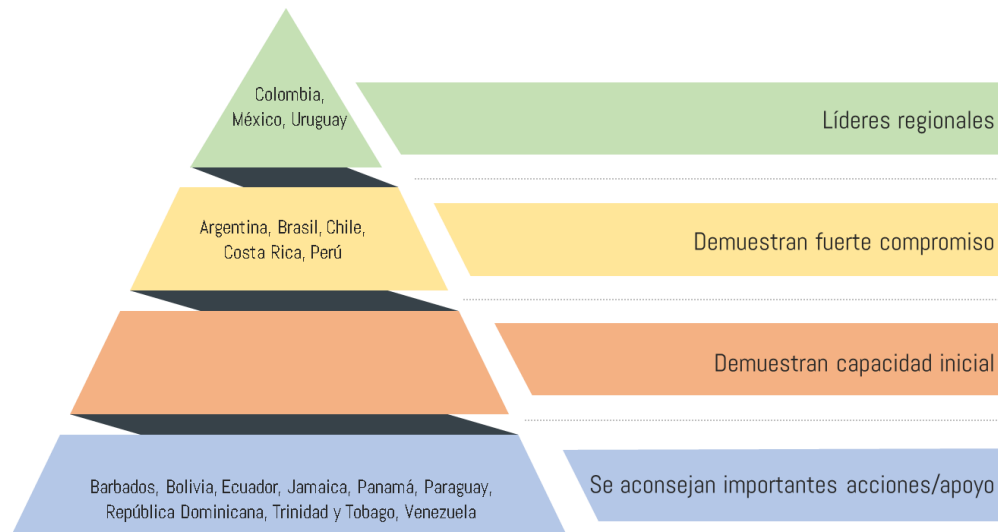 Colombia,
México, Uruguay
Líderes regionales
Argentina, Brasil, Chile,
Costa Rica, Perú
Demuestran fuerte compromiso
Demuestran capacidad inicial
Barbados, Bolivia, Ecuador, Jamaica, Panamá, Paraguay,
República Dominicana, Trinidad y Tobago, Venezuela
Se aconsejan importantes acciones/apoyo